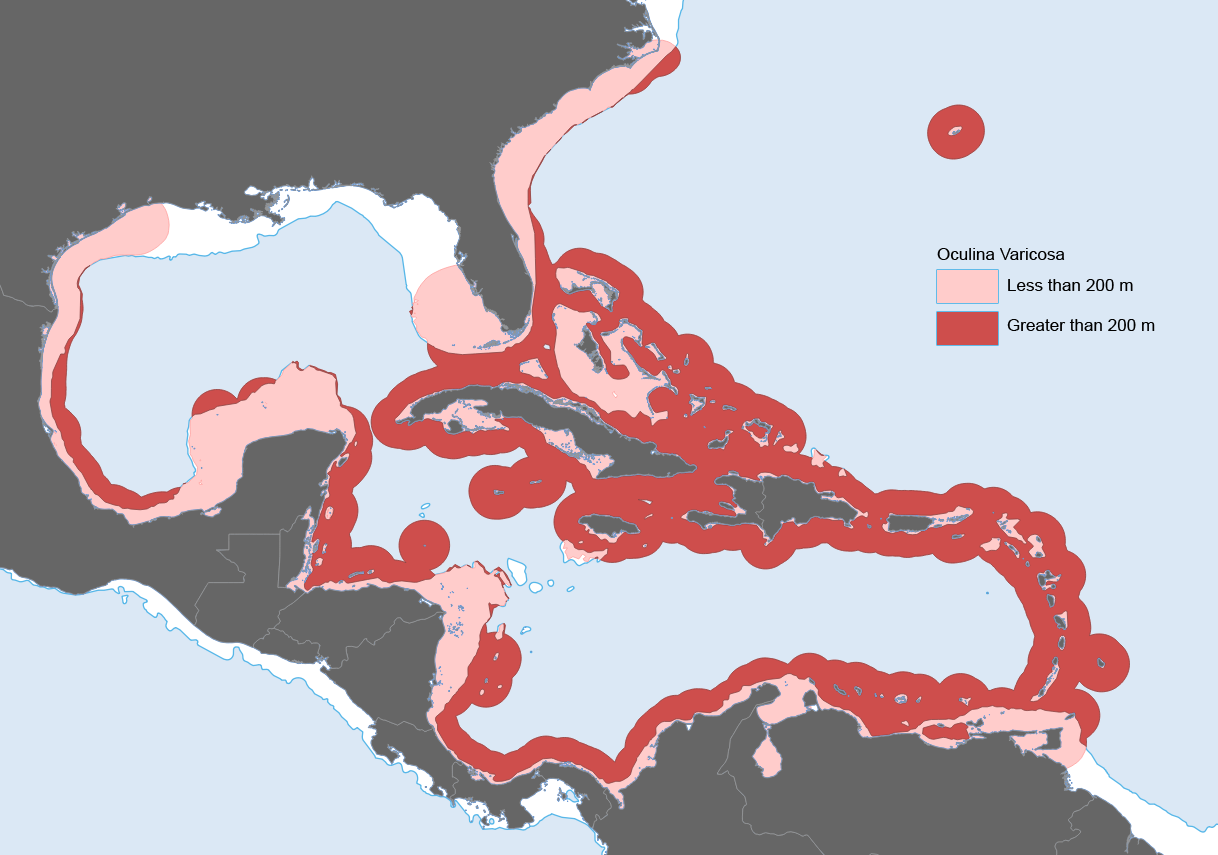 Oculina Varicosa
Less than 200 m
Greater than 200 m